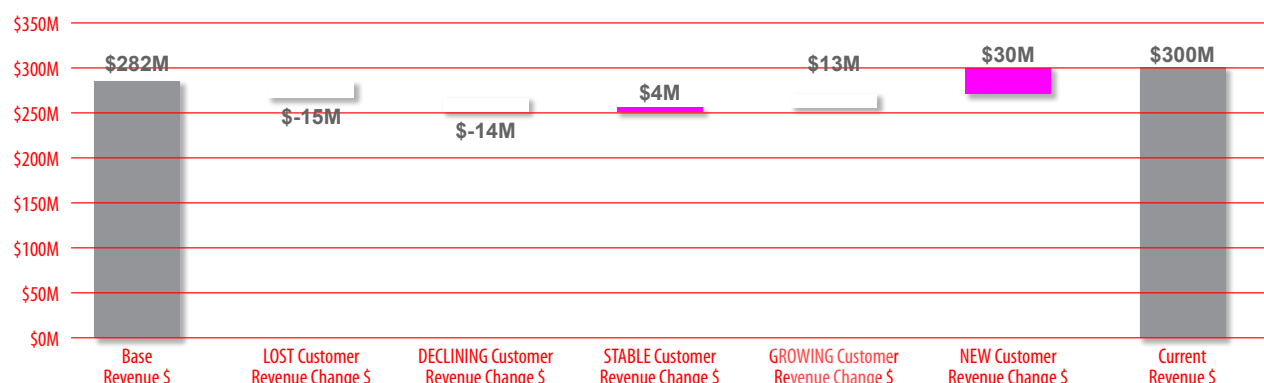 $350M
$300M
$250M
$200M
$150M
$100M
$50M
$0M
$282M
$-15M
$-14M
$4M
$13M
$30M
$300M
Base
Revenue $
LOST Customer
Revenue Change $
DECLINING Customer
Revenue Change $
STABLE Customer
Revenue Change $
GROWING Customer
Revenue Change $
NEW Customer
Revenue Change $
Current
Revenue $